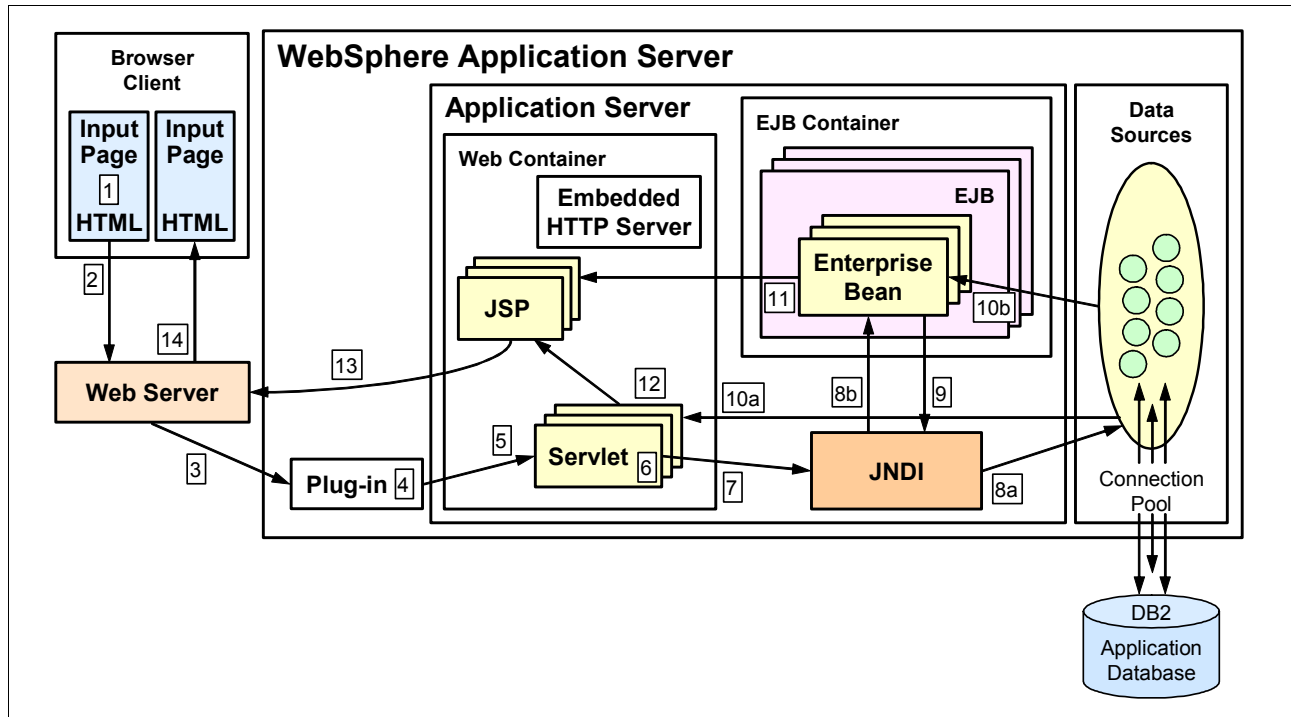 WebSphere Application Server
Browser
Client
Input
Page
1
HTML
Input
Page
HTML
2
14
Web Server
3
Plug-in
4
Application Server
Web Container
Embedded
HTTP Server
JSP
13
12
5
Servlet
6
7
EJB Container
EJB
Enterprise
Bean
11
10b
10a
8b
9
JNDI
8a
Data
Sources
Connection
Pool
DB2
Application
Database